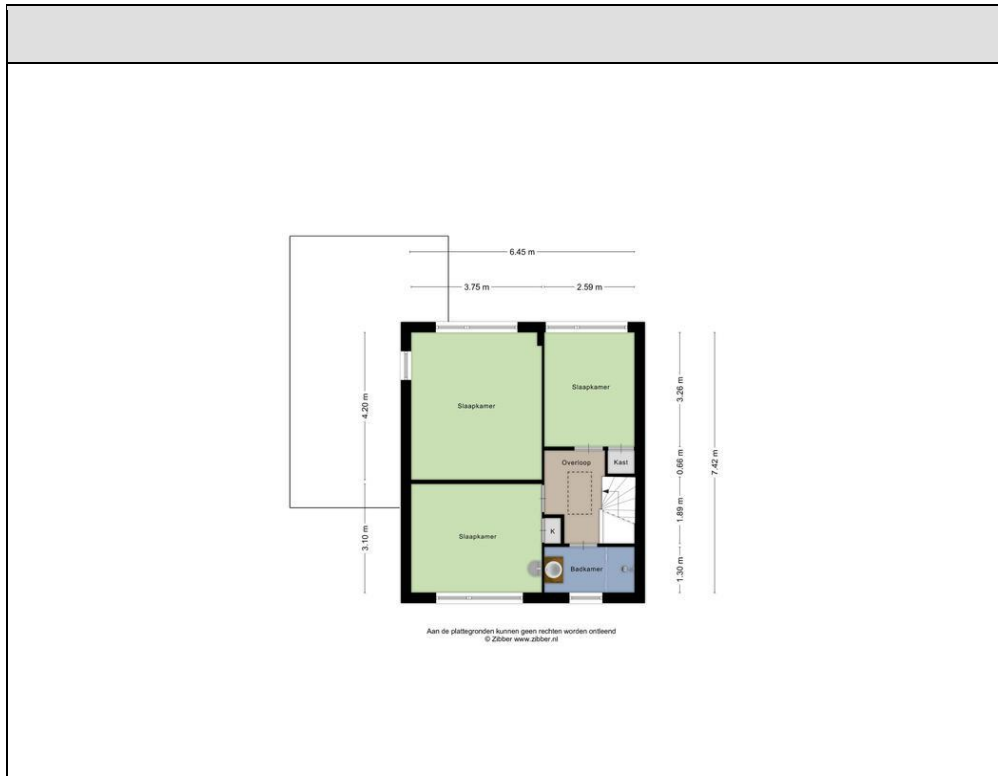 6.45 m
3.75 m
2.59 m
4.20 m
3.10 m
3.26 m
0.66 m
1.89 m
1.30 m
7.42 m
Slaapkamer
Slaapkamer
Overloop
Kast
Slaapkamer
K
Badkamer
Aan de plattegronden kunnen geen rechten worden ontleend
© Zibber www.zibber.nl